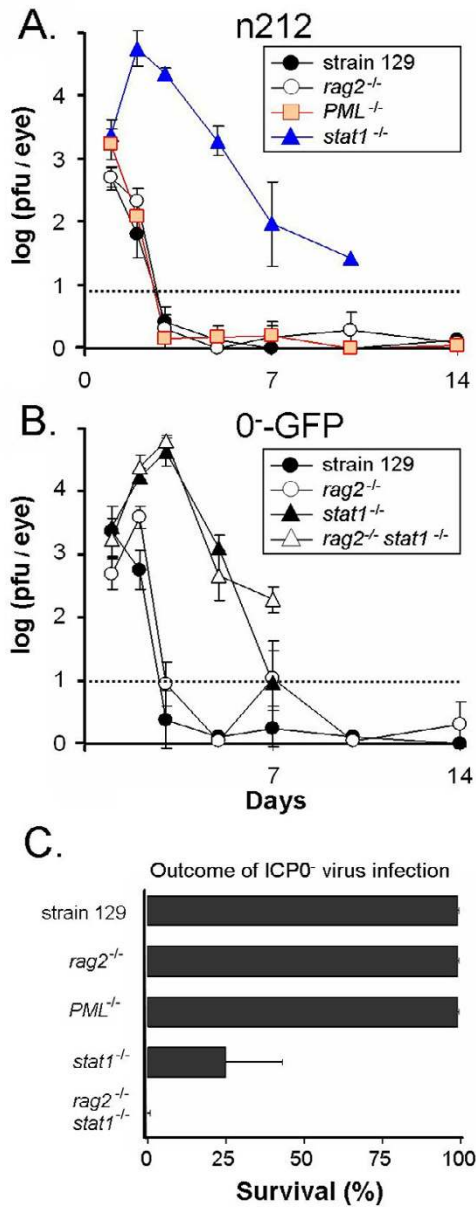 A.
n212
strain 129
rag2-/-
PML-/-
stat1-/-
log (pfu / eye)
4
3
2
1
0
0
7
14
B.
0--GFP
strain 129
rag2-/-
stat1-/-
rag2-/- stat1-/-
log (pfu / eye)
4
3
2
1
0
7
14
Days
C.
Outcome of ICP0- virus infection
strain 129
rag2-/-
PML-/-
stat1-/-
rag2-/-
stat1-/-
0
25
50
75
100
Survival (%)